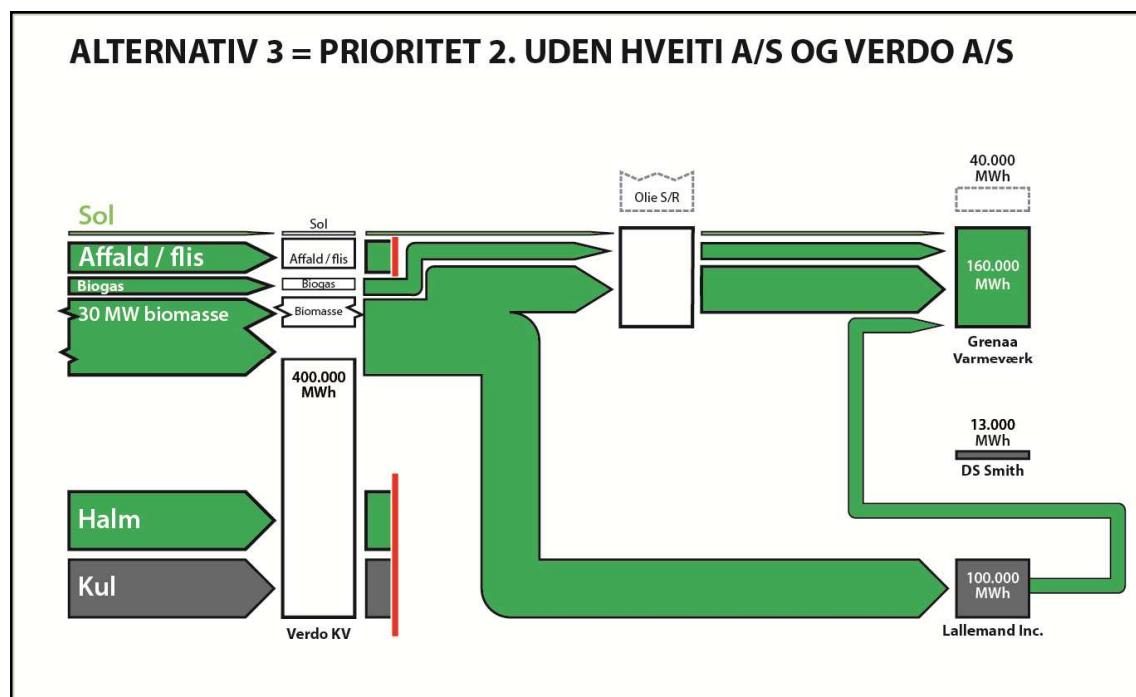 ALTERNATIV 3 = PRIORITET 2. UDEN HVEITI A/S OG VERDO A/S
40.000
MWh
Olie S/R
Sol
Sol
Affald / flis
Affald / flis
Biogas
Biogas
160.000
MWh
30 MW biomasse
Biomasse
Grenaa
Varmeværk
400.000
MWh
13.000
MWh
DS Smith
Halm
Kul
100.000
MWh
Verdo KV
Lallemand Inc.